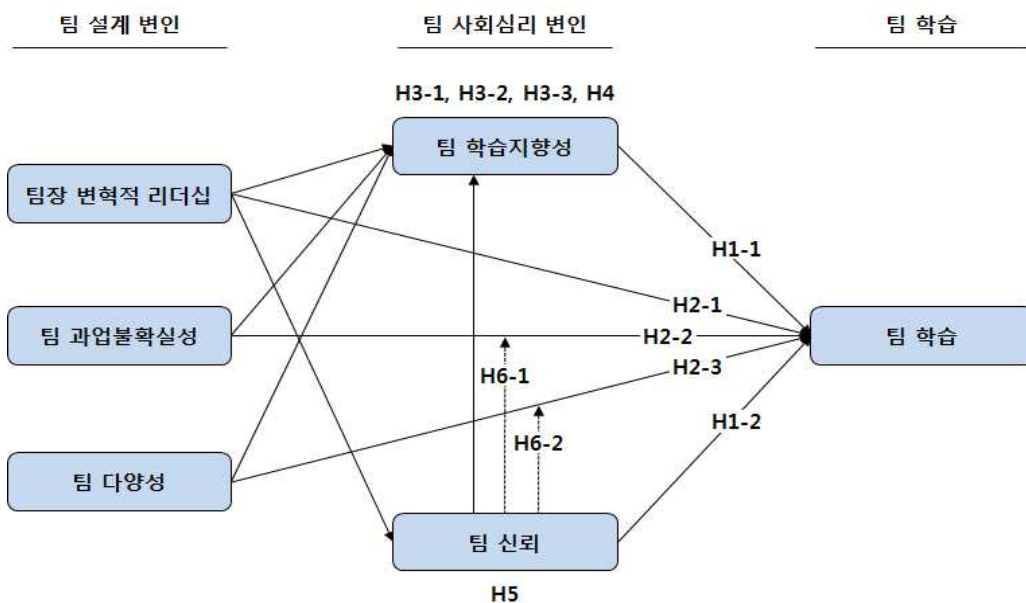 팀 설계 변인
팀 사회심리 변인
팀 학습
H3-1, H3-2, H3-3, H4
팀 학습지향성
팀장 변혁적 리더십
H1-1
H2-1
팀 과업불확실성
H2-2
팀 학습
H6-1
H2-3
H1-2
H6-2
팀 다양성
팀 신뢰
H5